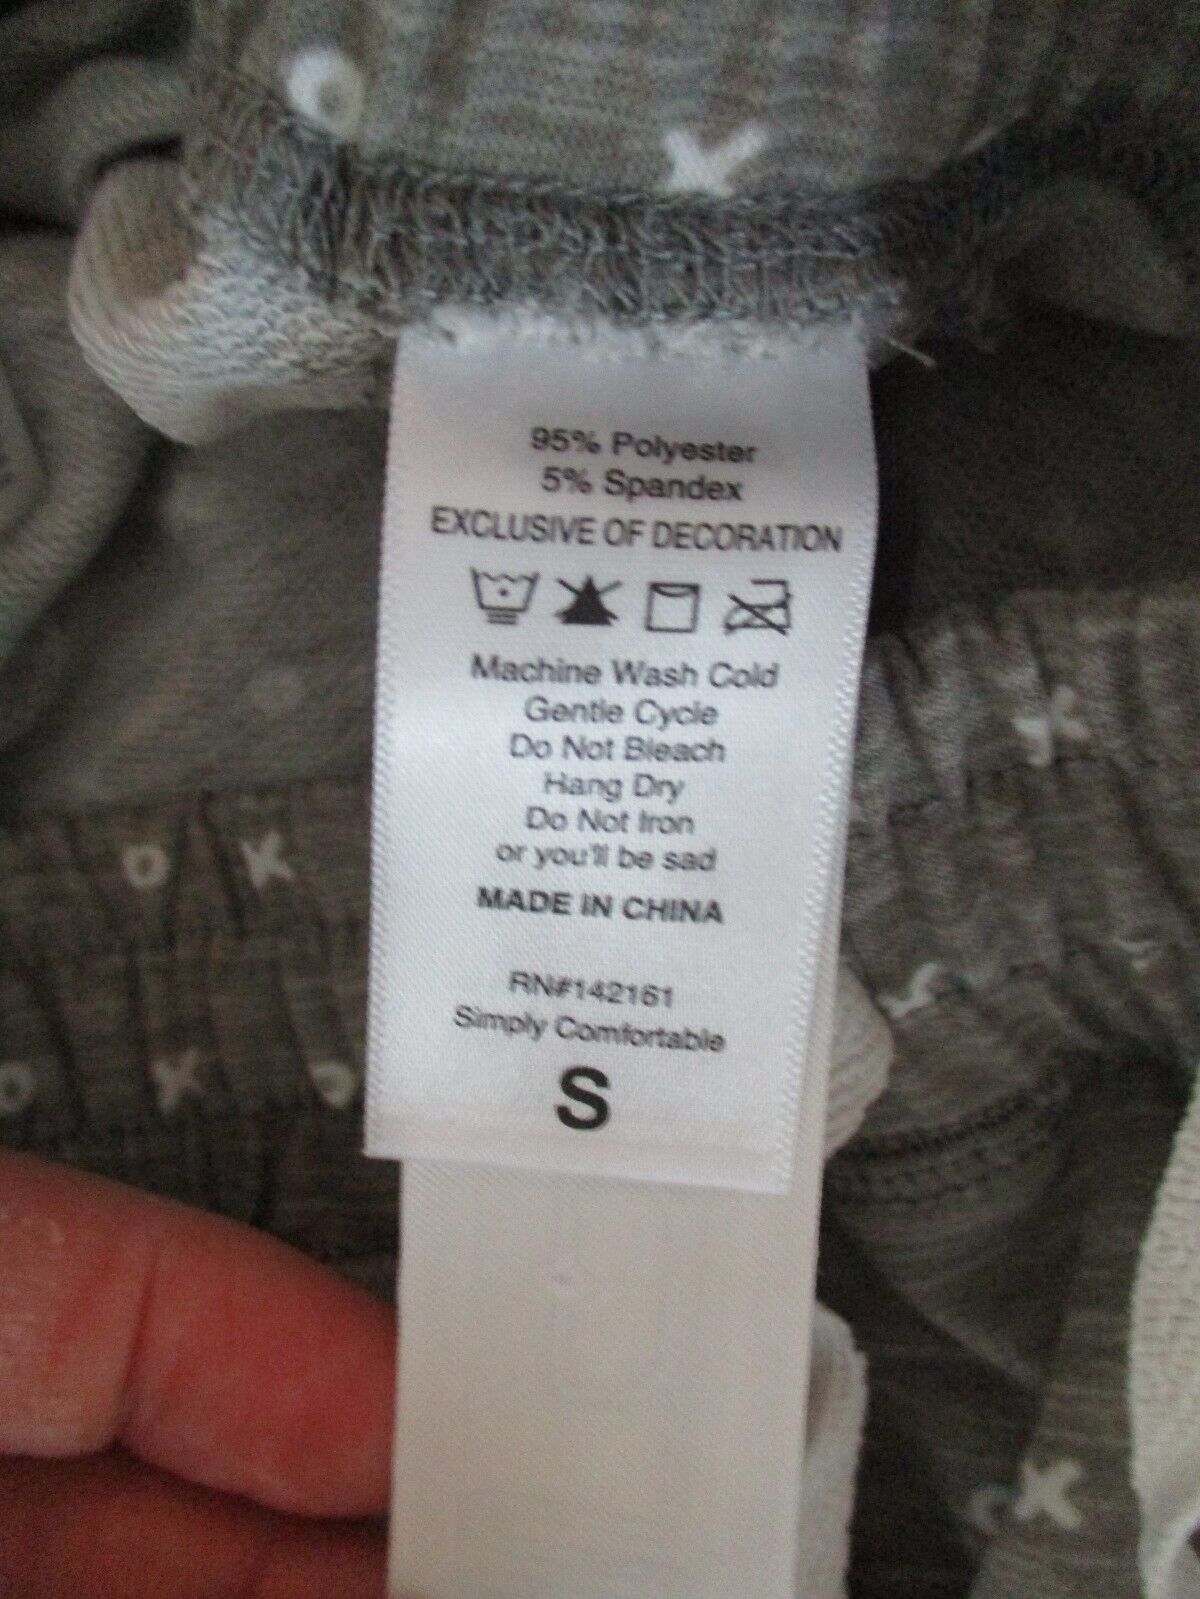 95% Polyester
5% Spandex
EXCLUSIVE OF DECORATION
Machine Wash Cold
Gentle Cycle
Do Not Bleach
Hang Dry
Do Not Iron
or you'll be sad
MADE IN CHINA
RN#142161
Simply Comfortable
S